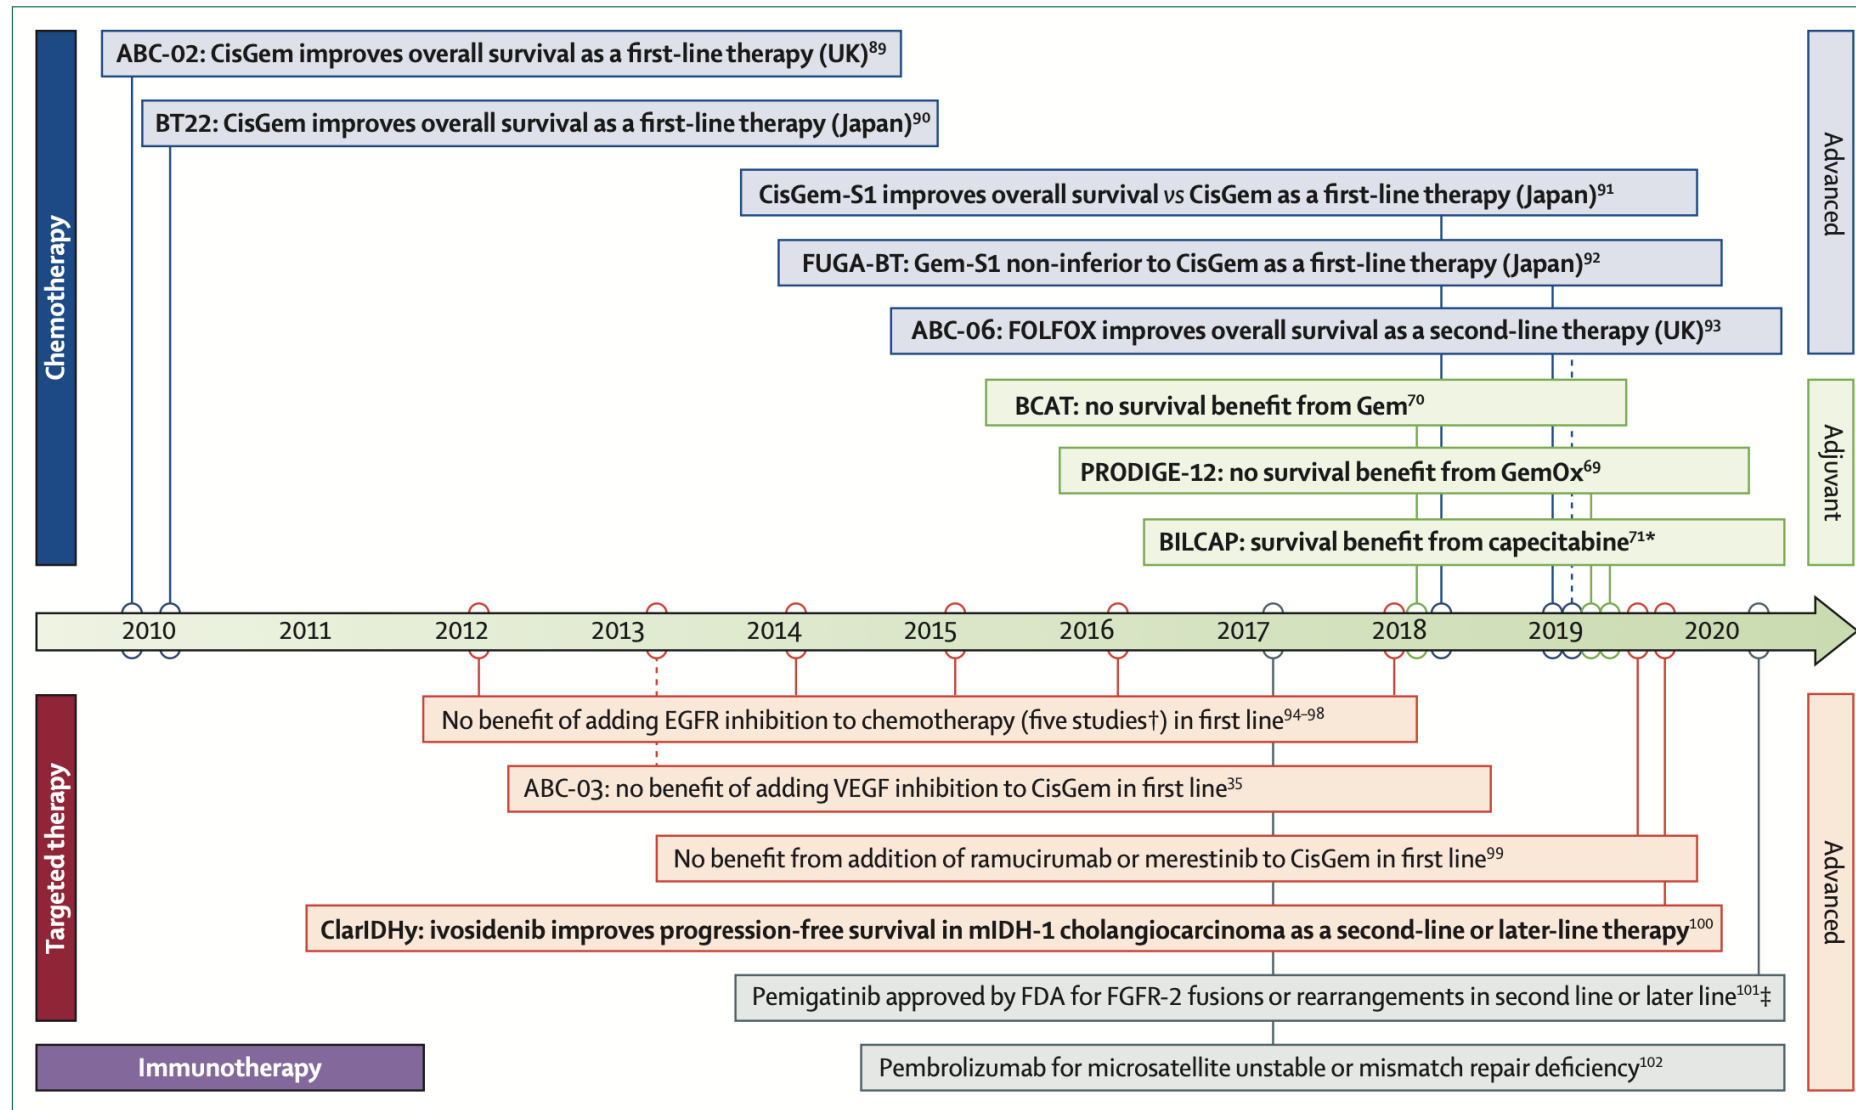 ABC-02: CisGem improves overall survival as a first-line therapy (UK)⁸⁹
BT22: CisGem improves overall survival as a first-line therapy (Japan)⁹⁰
CisGem-S1 improves overall survival vs CisGem as a first-line therapy (Japan)⁹¹
FUGA-BT: Gem-S1 non-inferior to CisGem as a first-line therapy (Japan)⁹²
ABC-06: FOLFOX improves overall survival as a second-line therapy (UK)⁹³
Chemotherapy
Advanced
BCAT: no survival benefit from Gem⁷⁰
PRODIGE-12: no survival benefit from GemOx⁶⁹
BILCAP: survival benefit from capecitabine⁷¹*
Adjuvant
2010 2011 2012 2013 2014 2015 2016 2017 2018 2019 2020
No benefit of adding EGFR inhibition to chemotherapy (five studies†) in first line⁹⁴⁻⁹⁸
ABC-03: no benefit of adding VEGF inhibition to CisGem in first line³⁵
No benefit from addition of ramucirumab or merestinib to CisGem in first line⁹⁹
ClarIDHy: ivosidenib improves progression-free survival in mIDH-1 cholangiocarcinoma as a second-line or later-line therapy¹⁰⁰
Pemigatinib approved by FDA for FGFR-2 fusions or rearrangements in second line or later line¹⁰¹‡
Targeted therapy
Advanced
Immunotherapy
Pembrolizumab for microsatellite unstable or mismatch repair deficiency¹⁰²